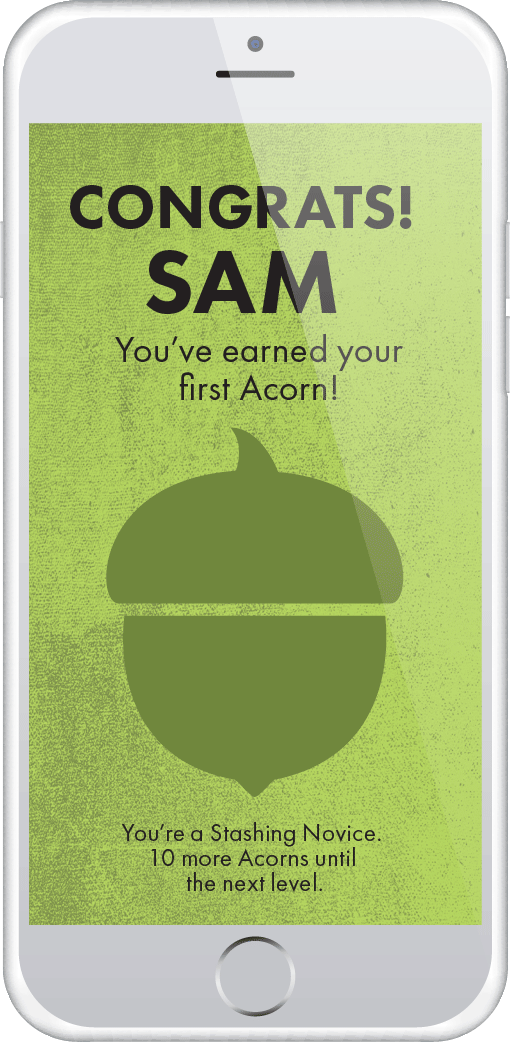 CONGRATS!
SAM
You've earned your
first Acorn!
You're a Stashing Novice.
10 more Acorns until
the next level.